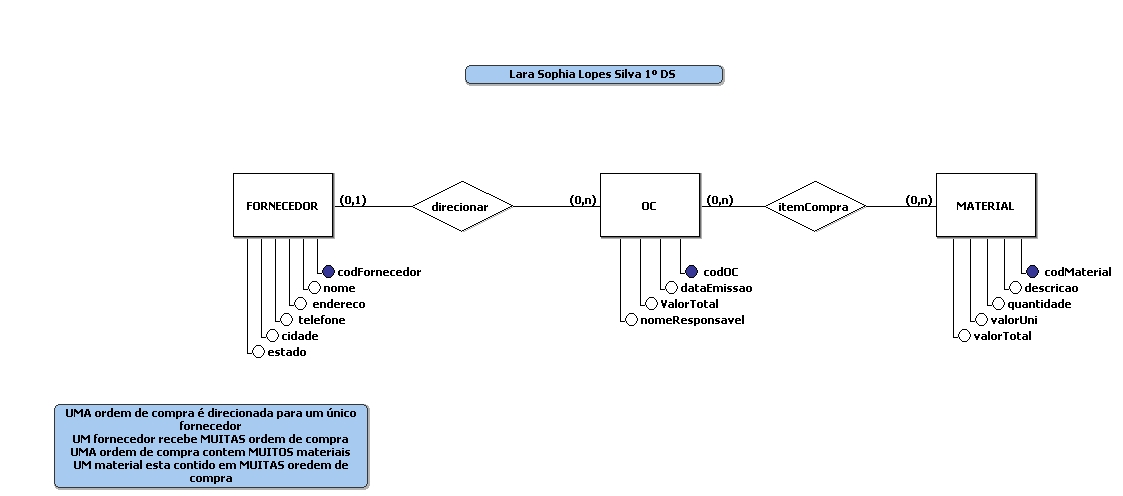 Lara Sophia Lopes Silva 1º DS
FORNECEDOR (0,1) direcionar (0,n) OC (0,n) itemCompra (0,n) MATERIAL
codFornecedor
nome
endereco
telefone
cidade
estado
codOC
dataEmissao
ValorTotal
nomeResponsavel
codMaterial
descricao
quantidade
valorUni
valorTotal
UMA ordem de compra é direcionada para um único
fornecedor
UM fornecedor recebe MUITAS ordem de compra
UMA ordem de compra contem MUITOS materiais
UM material esta contido em MUITAS oredem de
compra